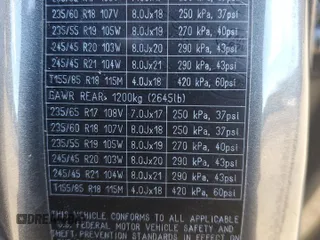 235/60 R18 107V 8.0Jx18 250 kPa, 37psi
235/55 R19 105W 8.0Jx19 270 kPa, 40psi
245/45 R20 103W 8.0Jx20 290 kPa, 43psi
245/45 R21 104W 8.0Jx21 290 kPa, 43psi
T155/85 R18 115M 4.0Jx18 420 kPa, 60psi
GAWR REAR: 1200kg (2645lb)
235/65 R17 108V 7.0Jx17 250 kPa, 37psi
235/60 R18 107V 8.0Jx18 250 kPa, 37psi
235/55 R19 105W 8.0Jx19 270 kPa, 40psi
245/45 R20 103W 8.0Jx20 290 kPa, 43psi
245/45 R21 104W 8.0Jx21 290 kPa, 43psi
T155/85 R18 115M 4.0Jx18 420 kPa, 60psi
THIS VEHICLE CONFORMS TO ALL APPLICABLE
U.S. FEDERAL MOTOR VEHICLE SAFETY AND
THEFT PREVENTION STANDARDS IN EFFECT ON